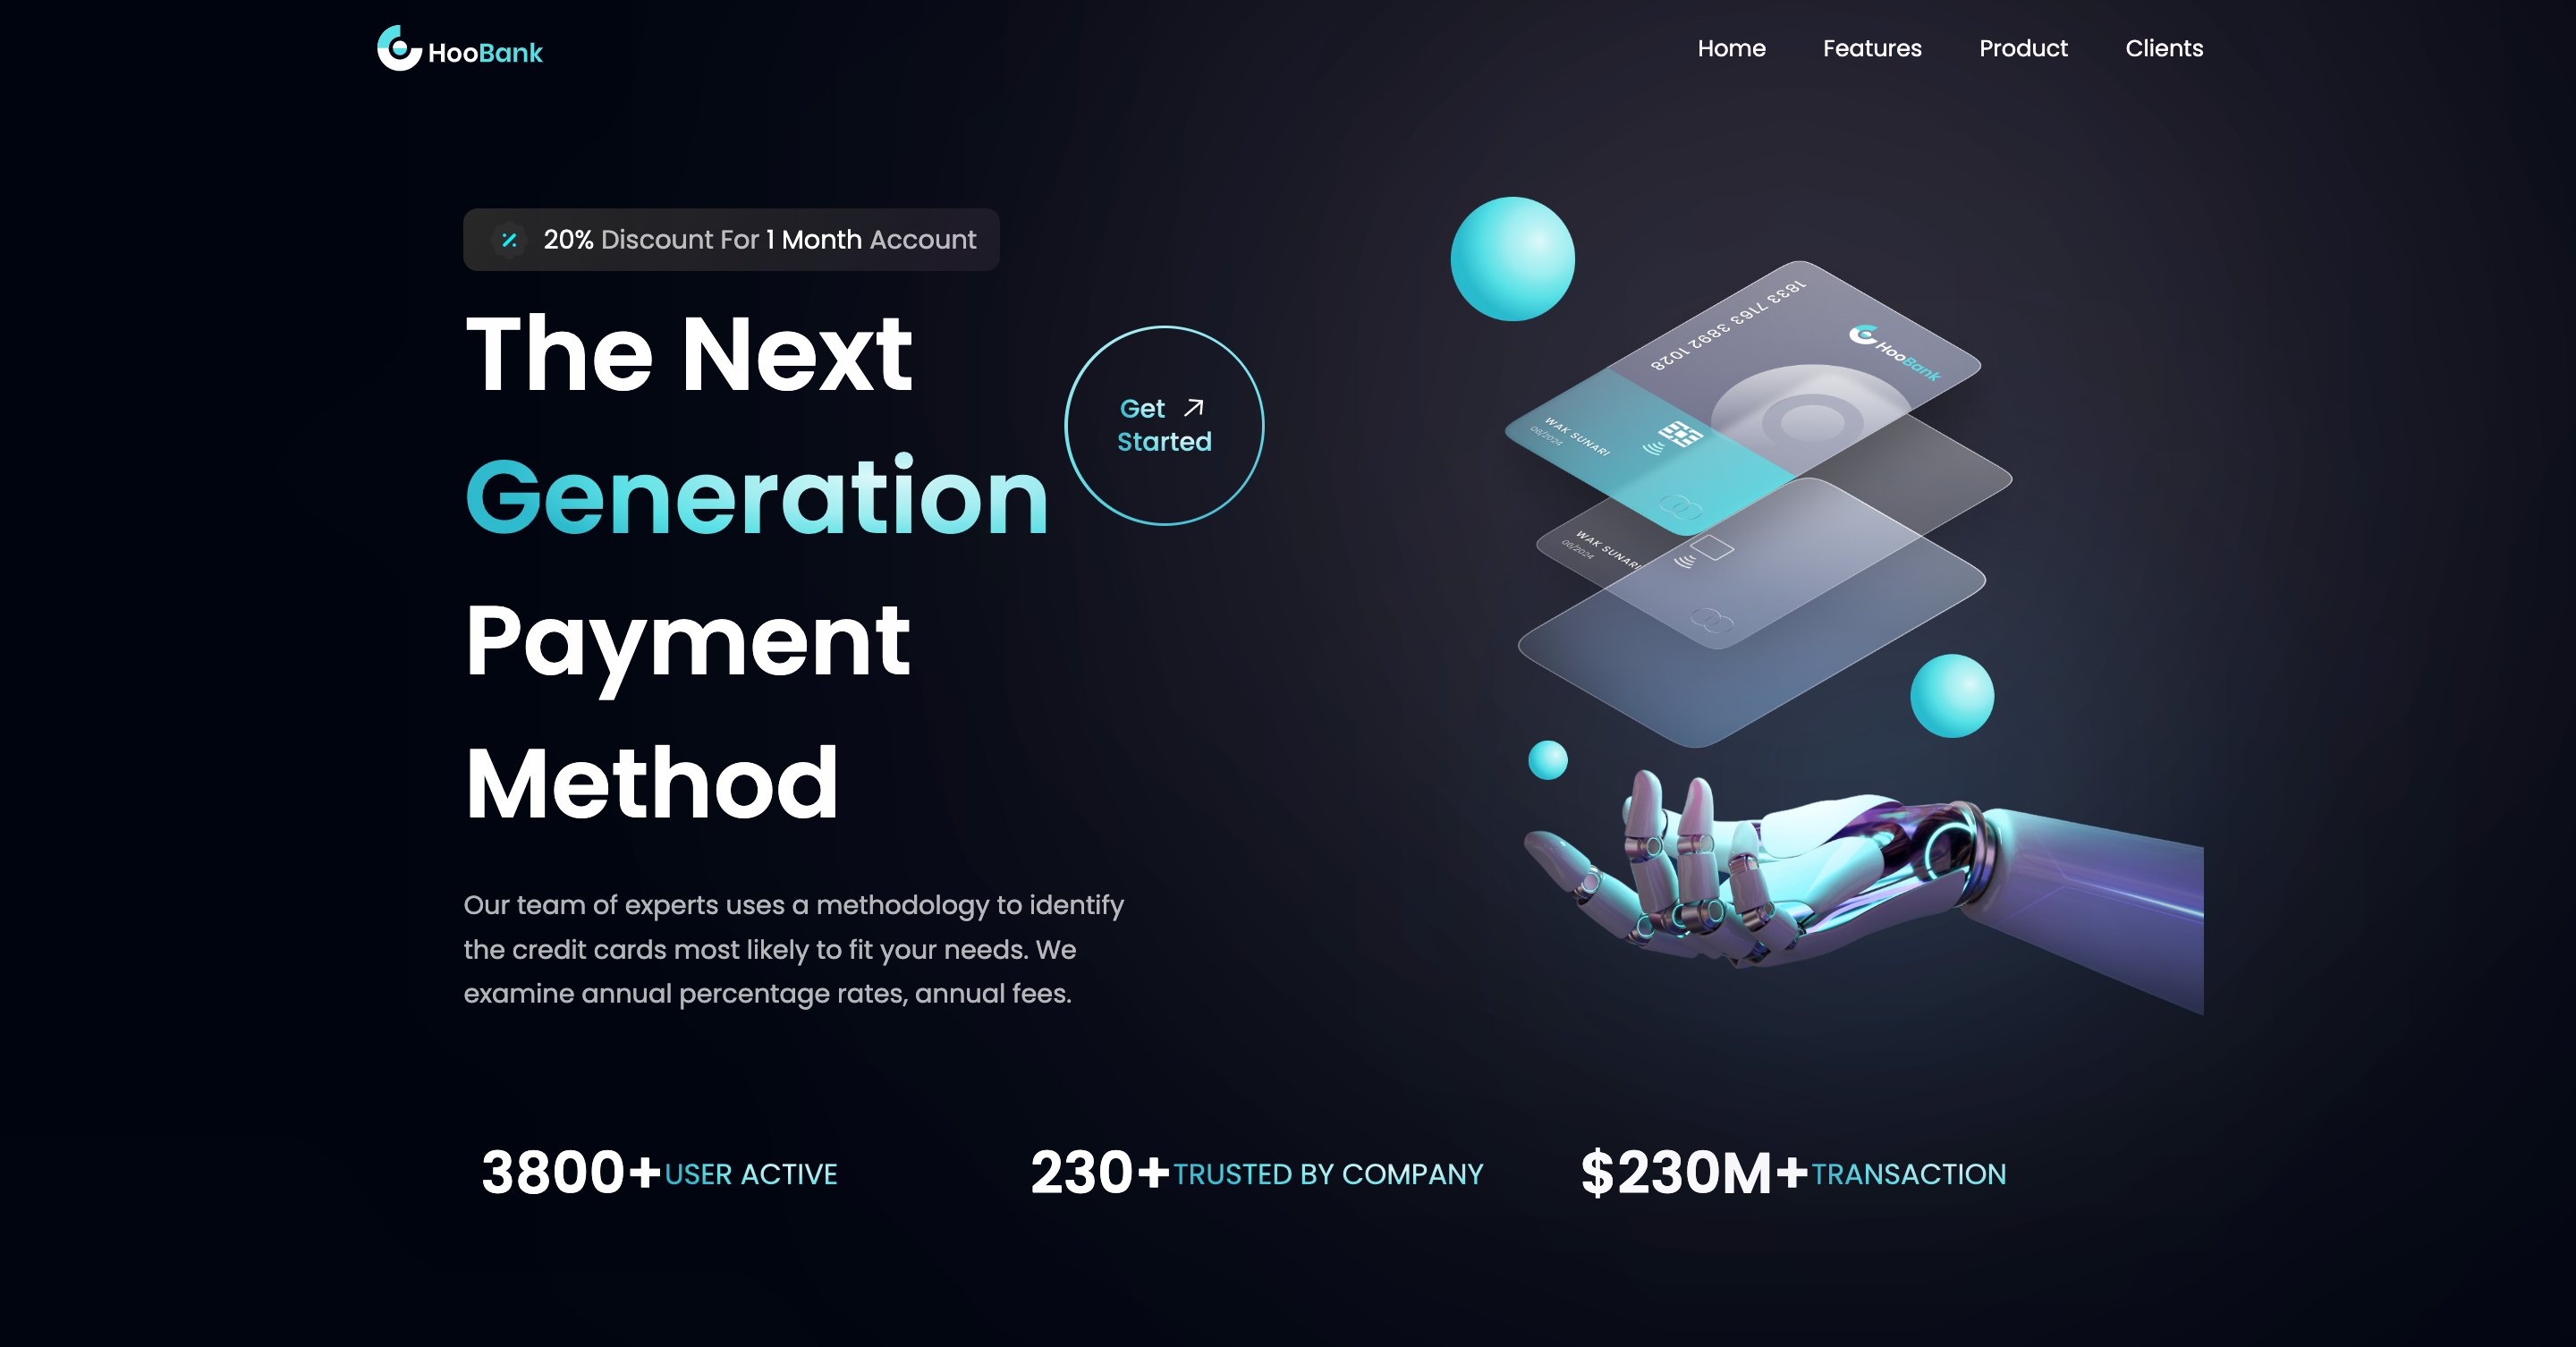 HooBank
Home
Features
Product
Clients
20% Discount For 1 Month Account
The Next
Generation
Payment
Method
Get
Started
Our team of experts uses a methodology to identify
the credit cards most likely to fit your needs. We
examine annual percentage rates, annual fees.
1833 7163 3892 1028
HooBank
WAK SUNARI
08/2024
WAK SUNARI
08/2024
3800+ USER ACTIVE
230+ TRUSTED BY COMPANY
$230M+ TRANSACTION